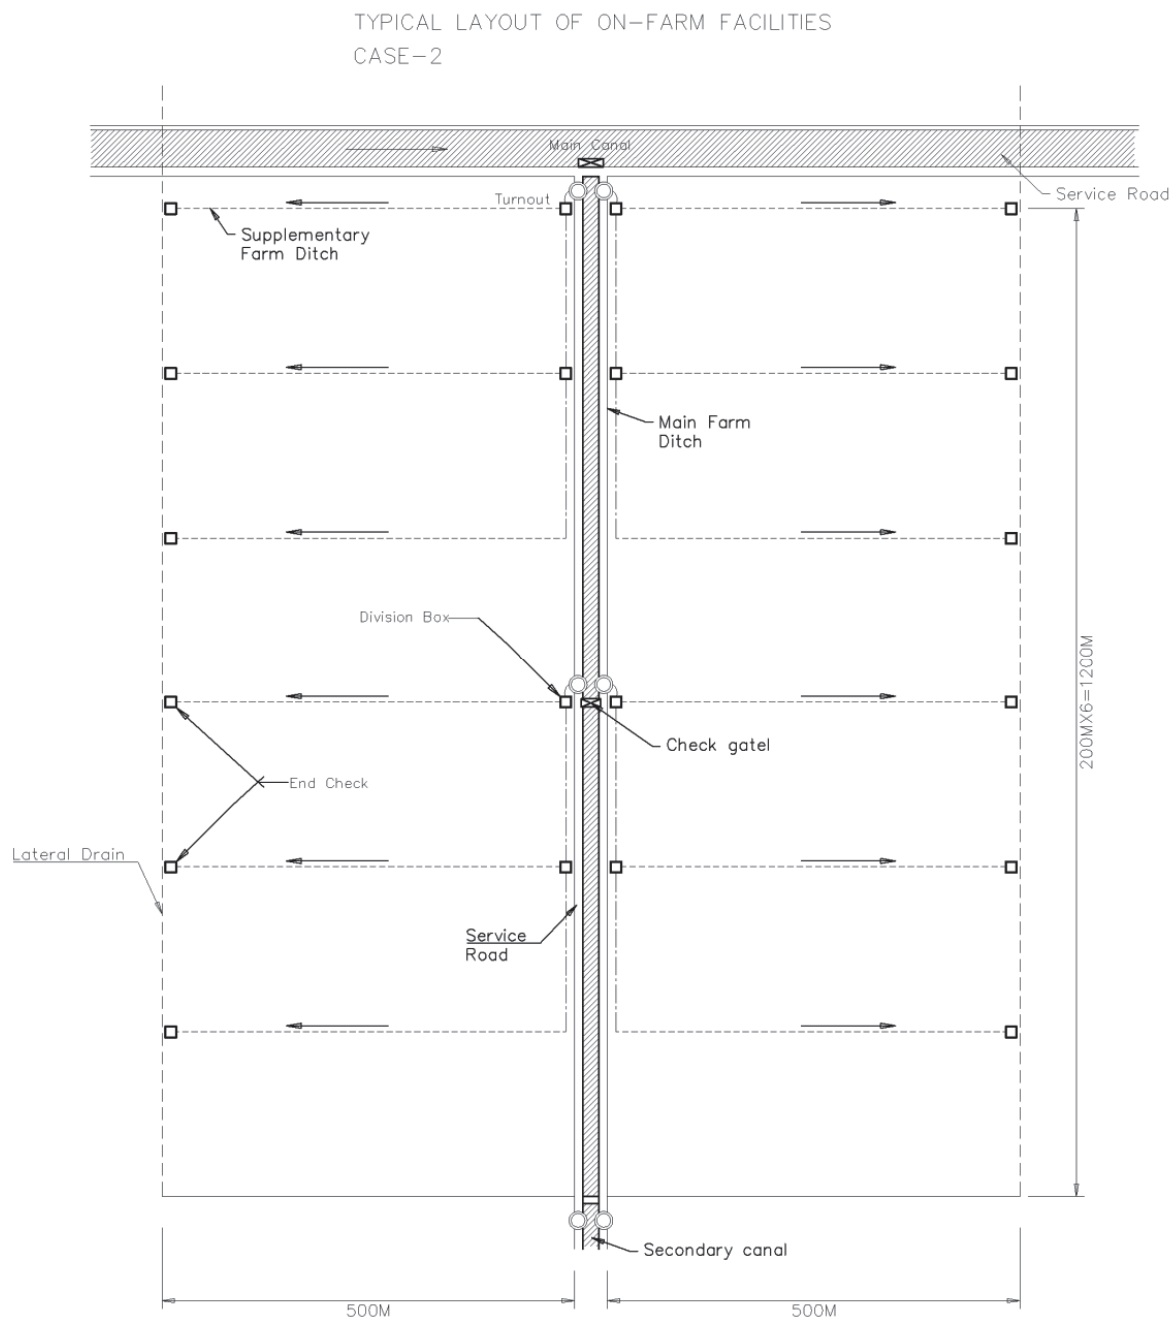 TYPICAL LAYOUT OF ON-FARM FACILITIES
CASE-2
Main Canal
Service Road
Turnout
Supplementary
Farm Ditch
Main Farm
Ditch
Division Box
200MX6=1200M
Check gatel
End Check
Lateral Drain
Service
Road
Secondary canal
500M
500M